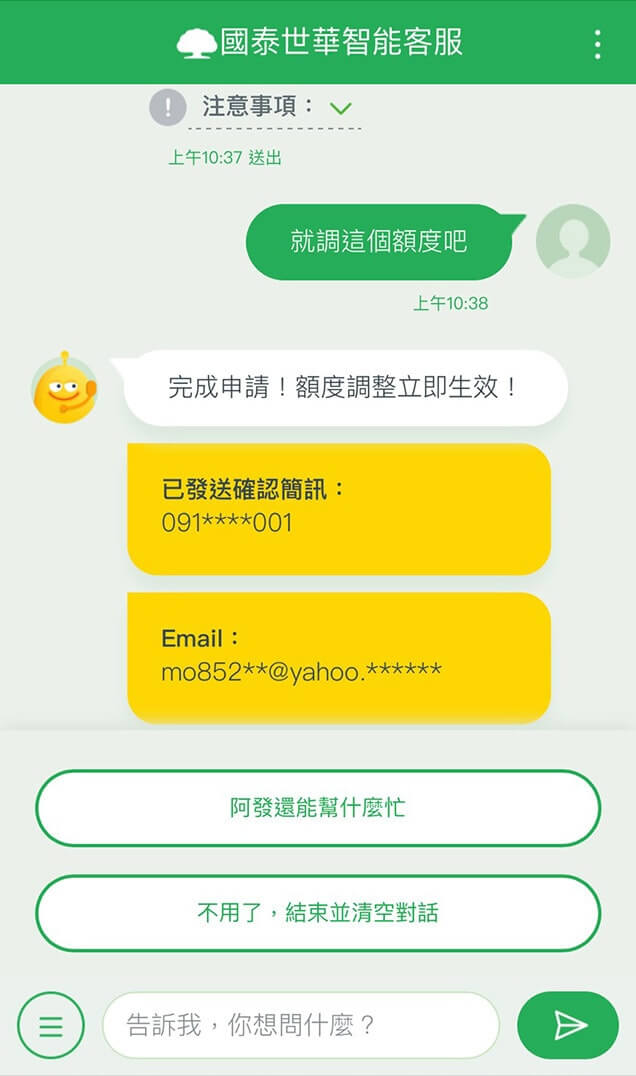 國泰世華智能客服
注意事項：
上午10:37 送出
就调這個額度吧
上午10:38
完成申請！額度調整立即生效！
已發送確認簡訊：
091****001
Email：
mo852**@yahoo.******
阿發還能幫什麼忙
不用了，結束並清空對話
告訴我，你想問什麼？